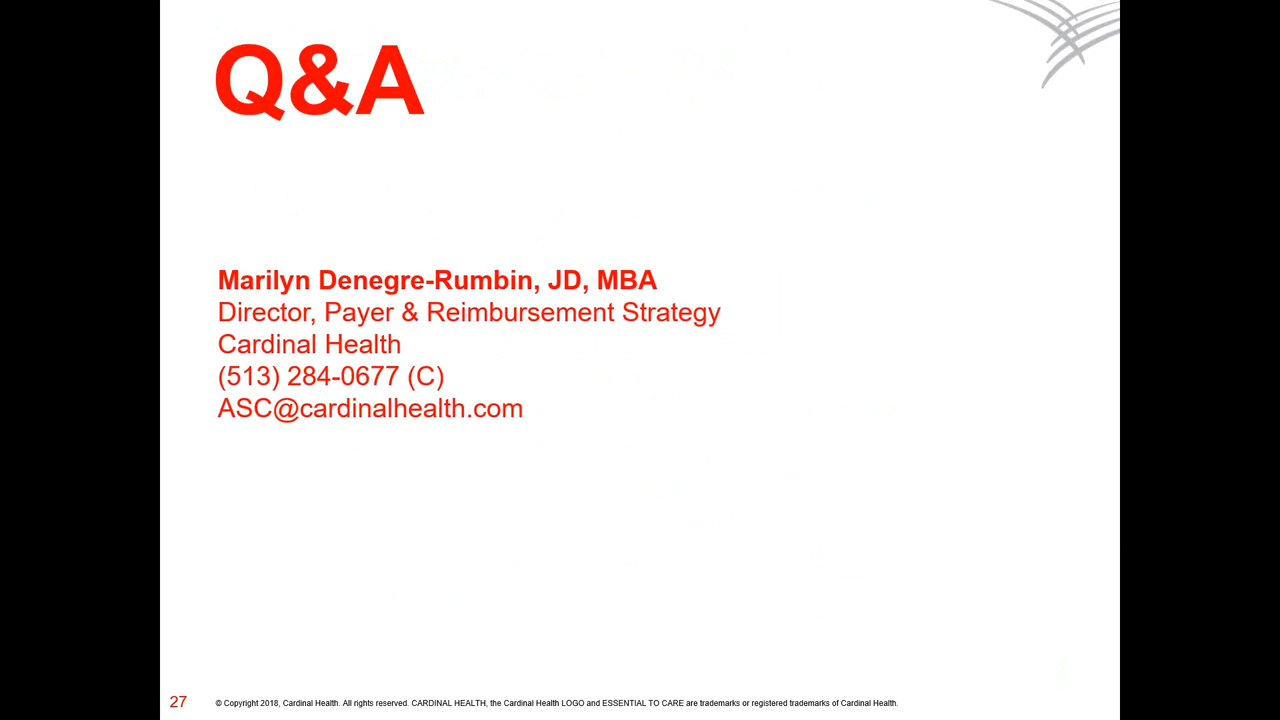 Q&A
Marilyn Denegre-Rumbin, JD, MBA
Director, Payer & Reimbursement Strategy
Cardinal Health
(513) 284-0677 (C)
ASC@cardinalhealth.com
27
© Copyright 2018, Cardinal Health. All rights reserved. CARDINAL HEALTH, the Cardinal Health LOGO and ESSENTIAL TO CARE are trademarks or registered trademarks of Cardinal Health.